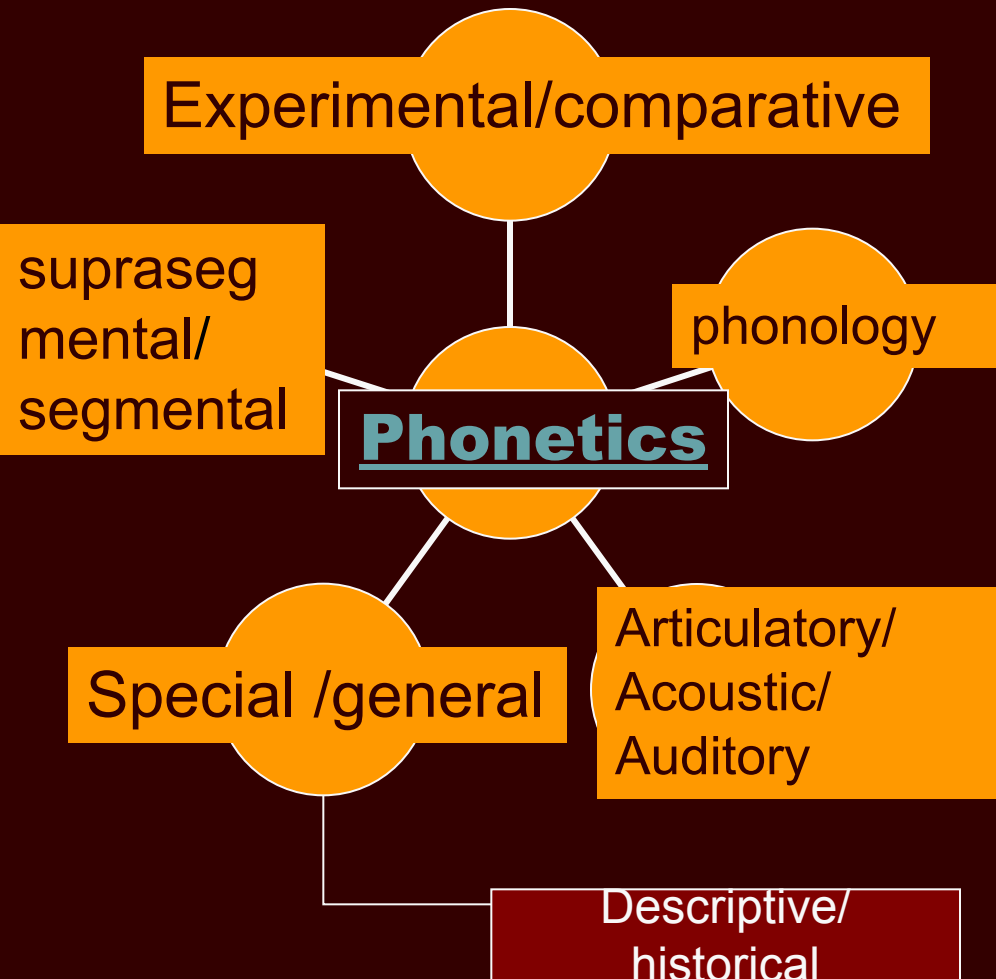 Experimental/comparative
supraseg
mental/
segmental
phonology
Phonetics
Special /general
Articulatory/
Acoustic/
Auditory
Descriptive/
historical